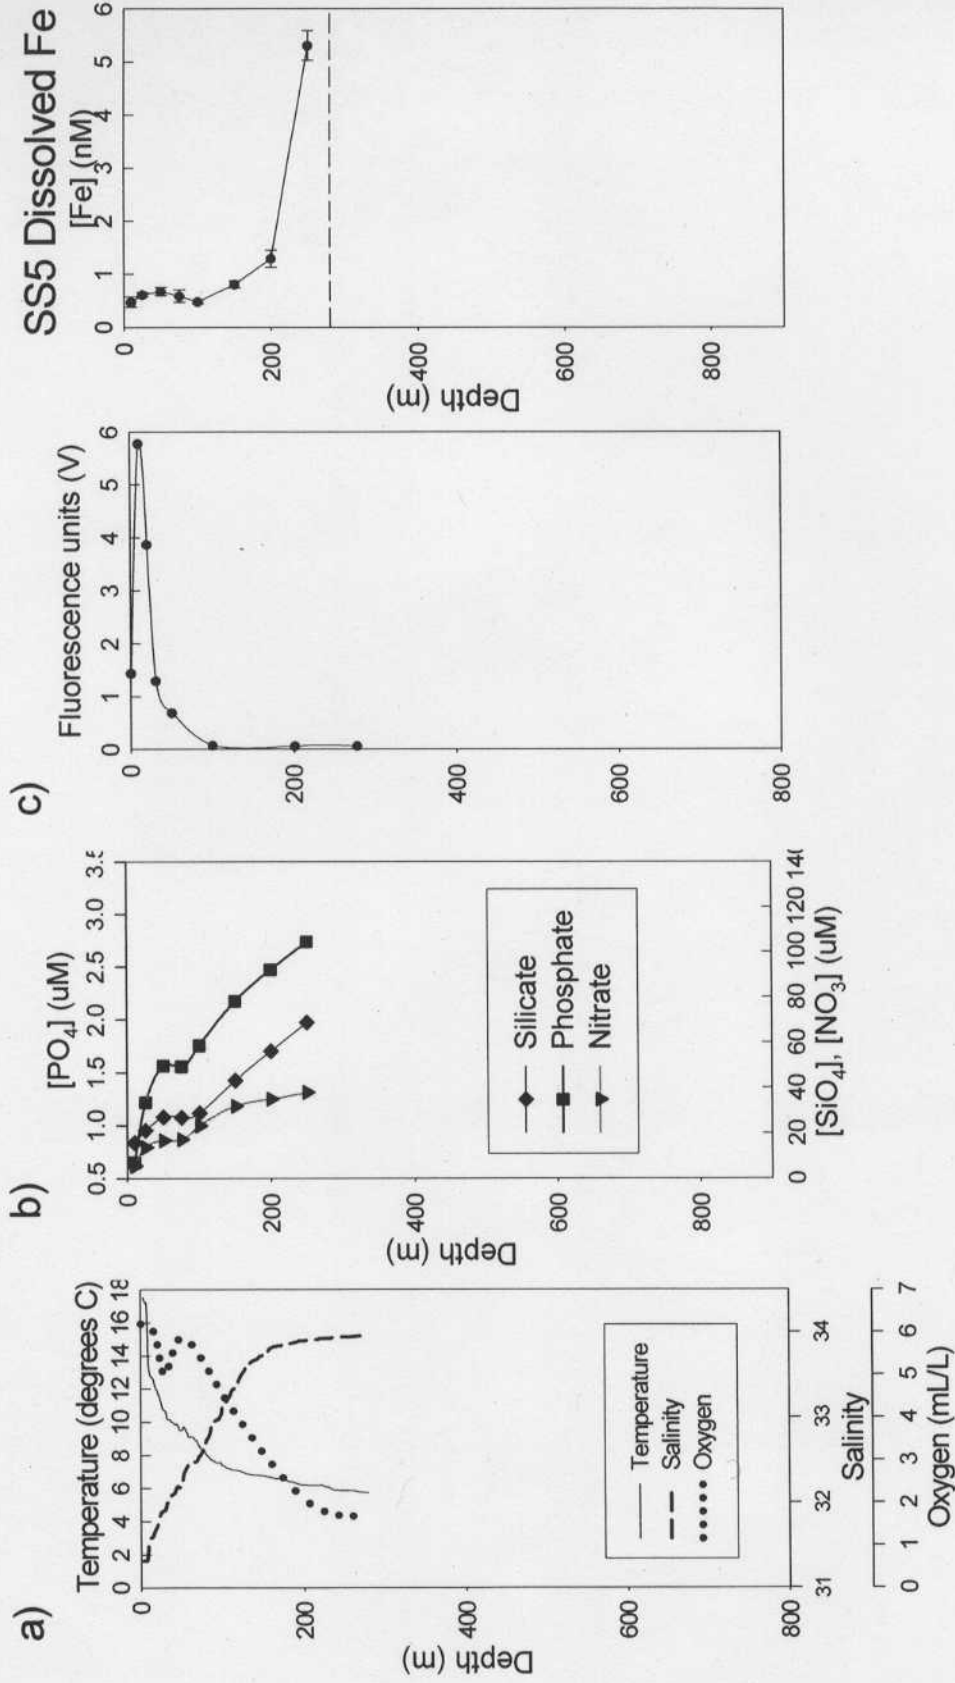 a)
Temperature (degrees C)
0 2 4 6 8 10 12 14 16 18
0
200
400
600
800
Depth (m)
Temperature
Salinity
Oxygen
31 32 33 34
Salinity
0 1 2 3 4 5 6 7
Oxygen (mL/L)
b)
[PO4] (uM)
0.5 1.0 1.5 2.0 2.5 3.0 3.5
0
200
400
600
800
Depth (m)
Silicate
Phosphate
Nitrate
0 20 40 60 80 100 120 140
[SiO4], [NO3] (uM)
c)
Fluorescence units (V)
0 1 2 3 4 5 6
0
200
400
600
800
SS5 Dissolved Fe
[Fe] (nM)
0 1 2 3 4 5 6
0
200
400
600
800
Depth (m)